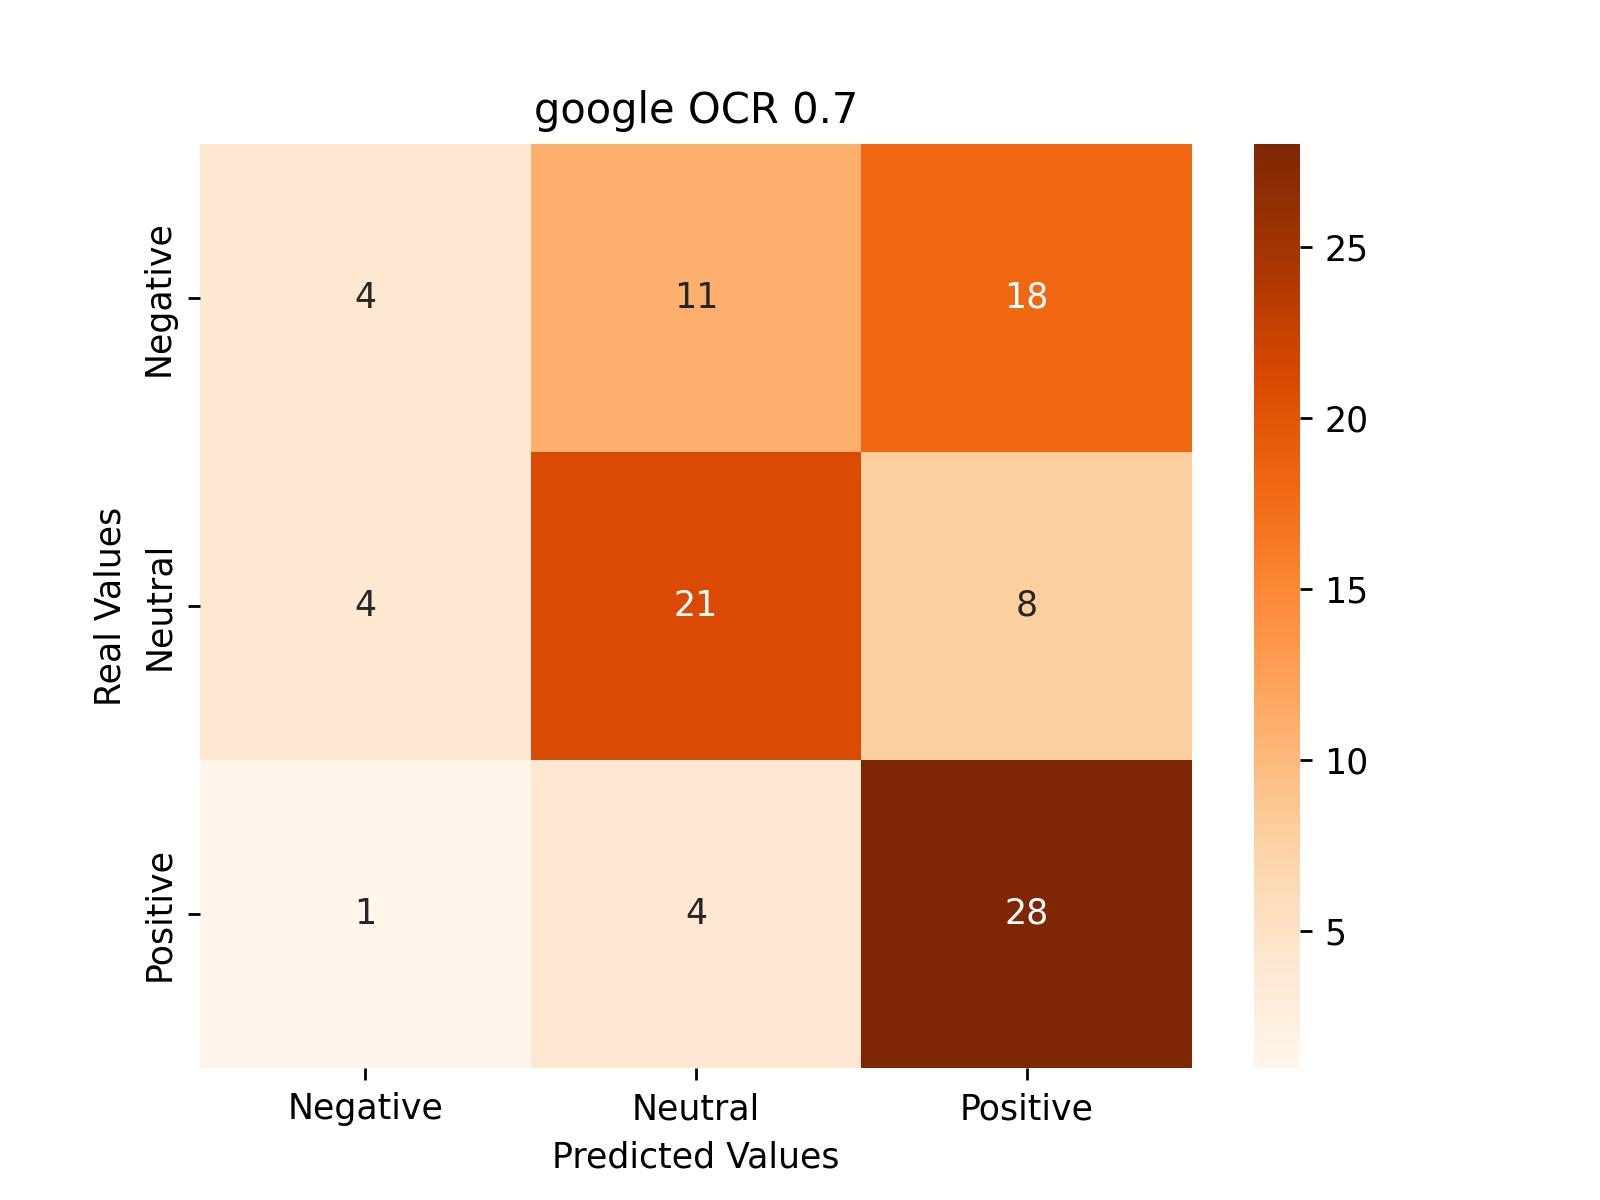 google OCR 0.7
Real Values
Negative
4 11 18
Neutral
4 21 8
Positive
1 4 28
Negative Neutral Positive
Predicted Values
25
20
15
10
5